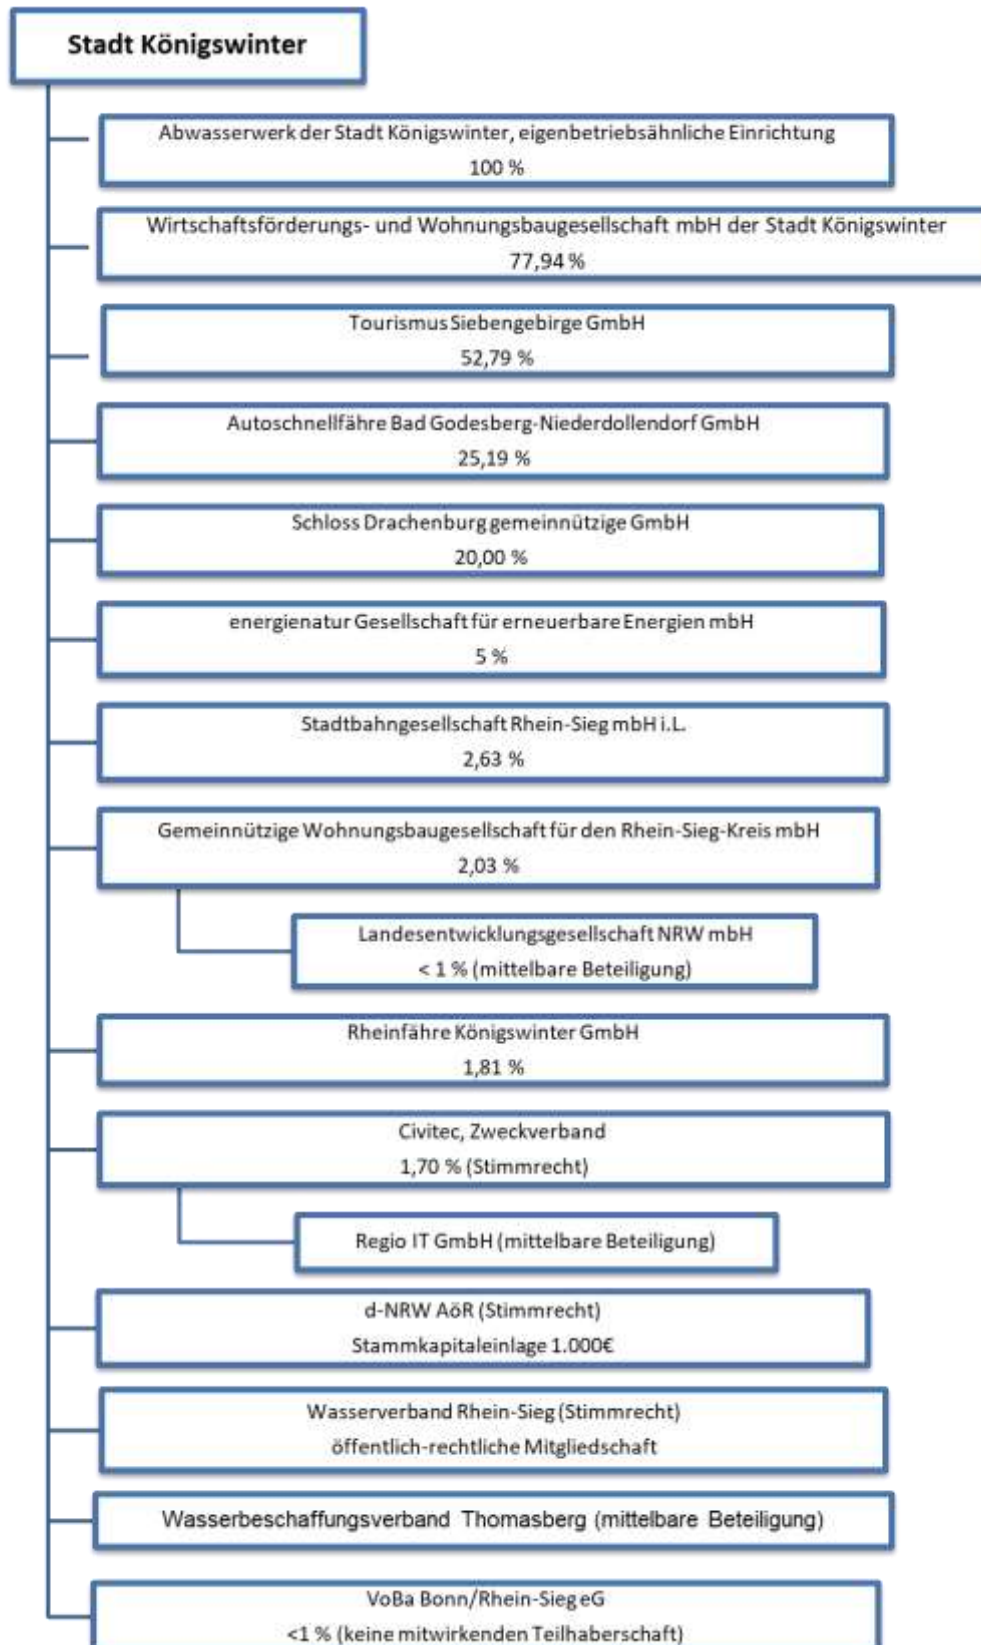 Stadt Königswinter
Abwasserwerk der Stadt Königswinter, eigenbetriebsähnliche Einrichtung
100 %
Wirtschaftsförderungs- und Wohnungsbaugesellschaft mbH der Stadt Königswinter
77,94 %
Tourismus Siebengebirge GmbH
52,79 %
Autoschnellfähre Bad Godesberg-Niederdollendorf GmbH
25,19 %
Schloss Drachenburg gemeinnützige GmbH
20,00 %
energienatur Gesellschaft für erneuerbare Energien mbH
5 %
Stadtbahngesellschaft Rhein-Sieg mbH i.L.
2,63 %
Gemeinnützige Wohnungsbaugesellschaft für den Rhein-Sieg-Kreis mbH
2,03 %
Landesentwicklungsgesellschaft NRW mbH
< 1 % (mittelbare Beteiligung)
Rheinfähre Königswinter GmbH
1,81 %
Civitec, Zweckverband
1,70 % (Stimmrecht)
Regio IT GmbH (mittelbare Beteiligung)
d-NRW AöR (Stimmrecht)
Stammkapitaleinlage 1.000€
Wasserverband Rhein-Sieg (Stimmrecht)
öffentlich-rechtliche Mitgliedschaft
Wasserbeschaffungsverband Thomasberg (mittelbare Beteiligung)
VoBa Bonn/Rhein-Sieg eG
<1 % (keine mitwirkenden Teilhaberschaft)